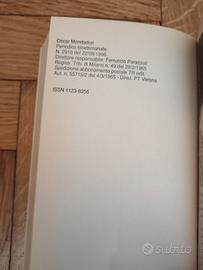 Oscar Mondadori
Periodico bisettimanale:
N. 2916 del 22/08/1998
Direttore responsabile: Ferruccio Parazzoli
Registr. Trib. di Milano n. 49 del 28/2/1965
Spedizione abbonamento postale TR edit.
Aut. n. 55715/2 del 4/3/1965 - Direz. PT Verona
ISSN 1123-8356
subito